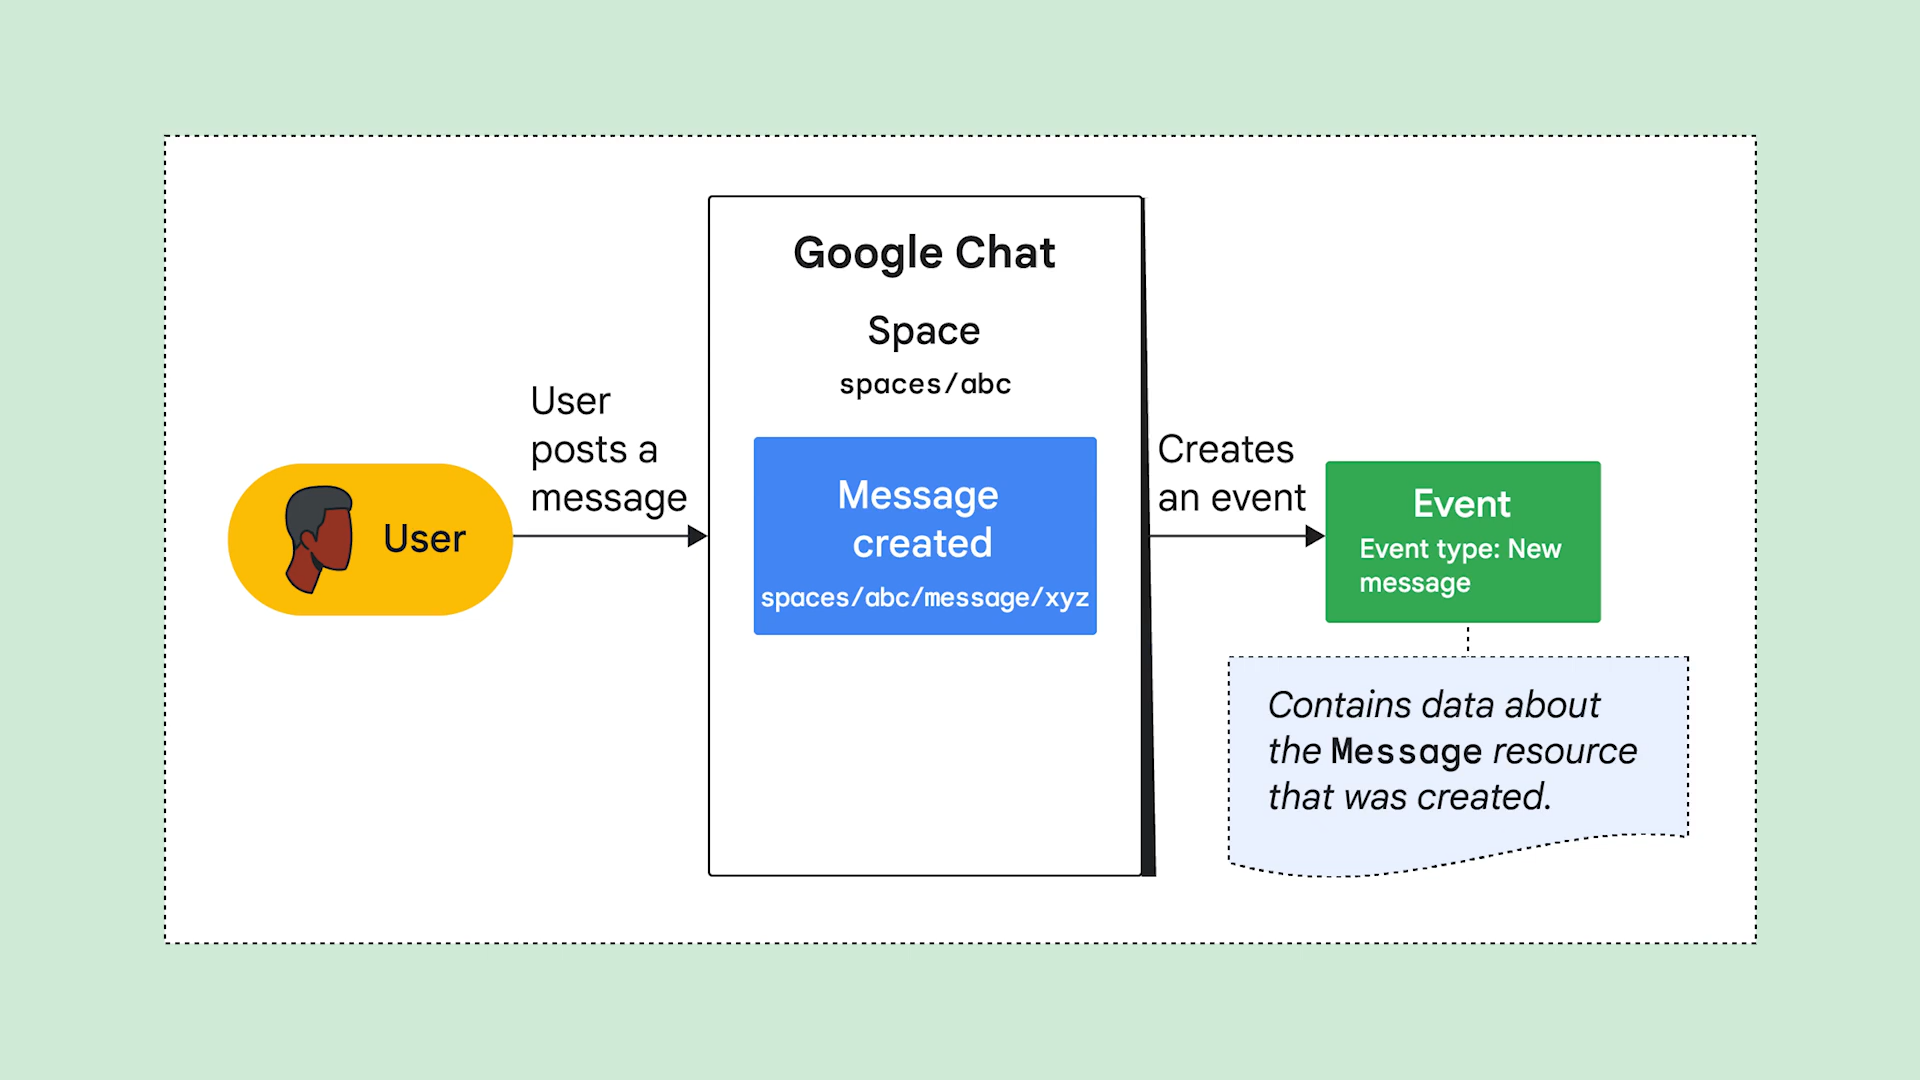 User
User
posts a
message
Google Chat
Space
spaces/abc
Message
created
spaces/abc/message/xyz
Creates
an event
Event
Event type: New
message
Contains data about
the Message resource
that was created.